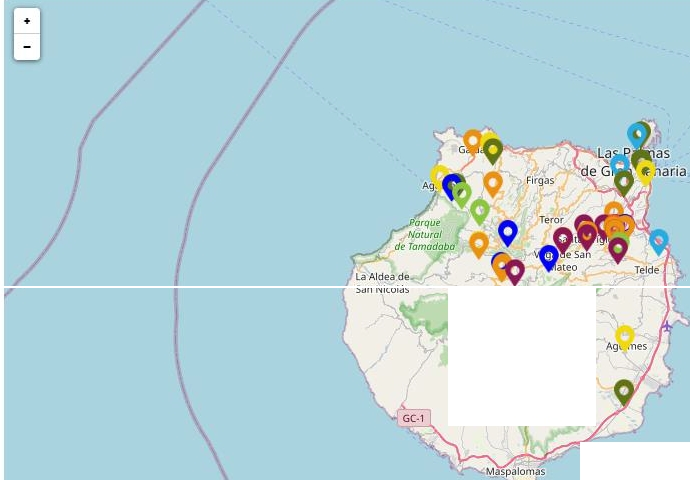 +
−
Las Palmas
de Gran Canaria
Firgas
Teror
Parque
Natural
de Tamadaba
Vega de San
Mateo
Telde
La Aldea de
San Nicolás
Agüimes
GC-1
Maspalomas